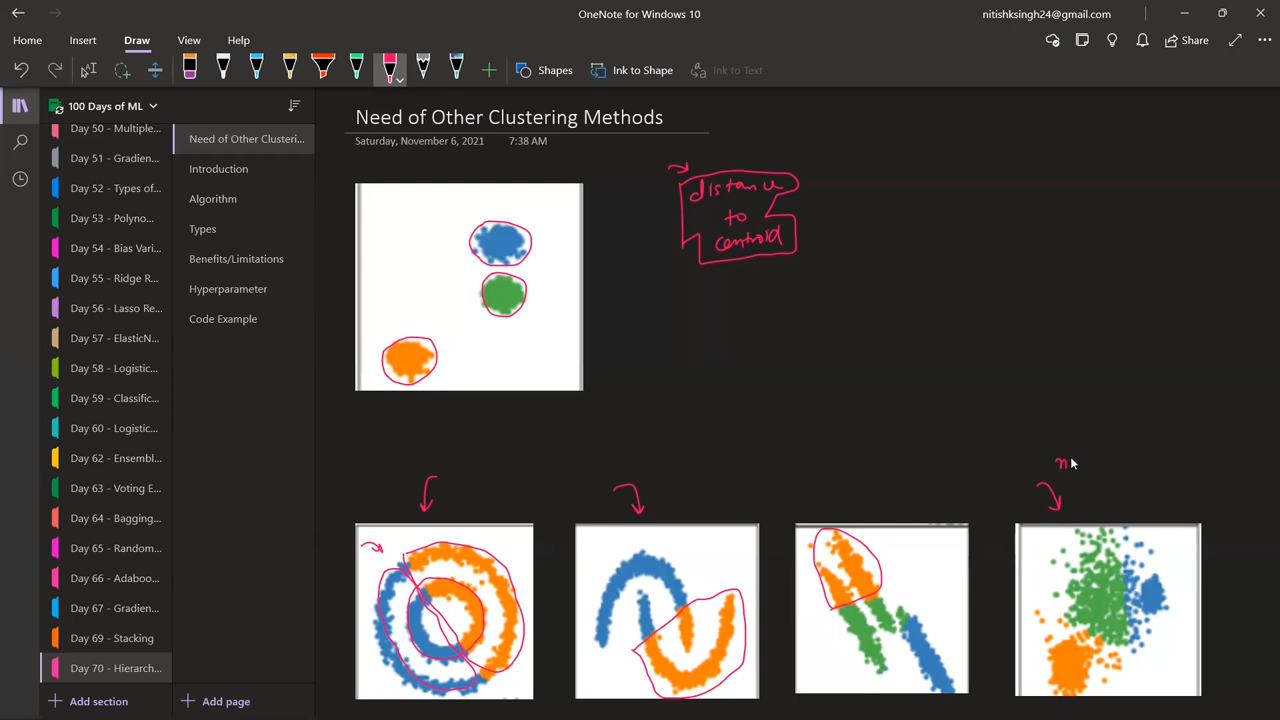 OneNote for Windows 10
nitishksingh24@gmail.com
Home
Insert
Draw
View
Help
Shapes
Ink to Shape
Ink to Text
Share
100 Days of ML
Day 50 - Multiple...
Day 51 - Gradien...
Day 52 - Types of...
Day 53 - Polyno...
Day 54 - Bias Vari...
Day 55 - Ridge R...
Day 56 - Lasso Re...
Day 57 - ElasticN...
Day 58 - Logistic...
Day 59 - Classific...
Day 60 - Logistic...
Day 62 - Ensembl...
Day 63 - Voting E...
Day 64 - Bagging...
Day 65 - Random...
Day 66 - Adaboo...
Day 67 - Gradien...
Day 69 - Stacking
Day 70 - Hierarch...
Add section
Need of Other Clusteri...
Introduction
Algorithm
Types
Benefits/Limitations
Hyperparameter
Code Example
Add page
Need of Other Clustering Methods
Saturday, November 6, 2021 7:38 AM
distance
to
centroid
n